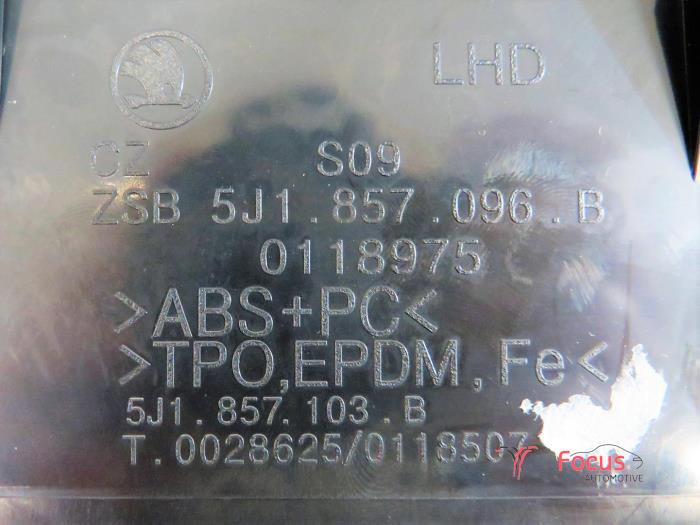 LHD
CZ S09
ZSB 5J1.857.096.B
0118975
>ABS+PC<
>TPO,EPDM,Fe<
5J1.857.103.B
T.0028625/0118507
Focus
AUTOMOTIVE